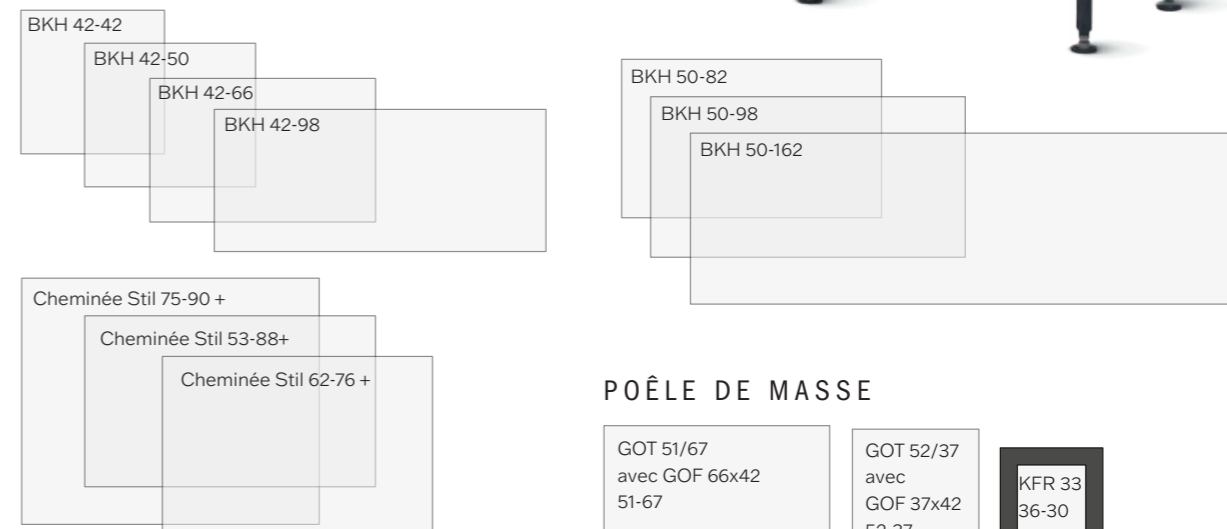 BKH 42-42
BKH 42-50
BKH 42-66
BKH 42-98
BKH 50-82
BKH 50-98
BKH 50-162
Cheminée Stil 75-90 +
Cheminée Stil 53-88+
Cheminée Stil 62-76 +
POÊLE DE MASSE
GOT 51/67
avec GOF 66x42
51-67
GOT 52/37
avec
GOF 37x42
52-37
KFR 33
36-30